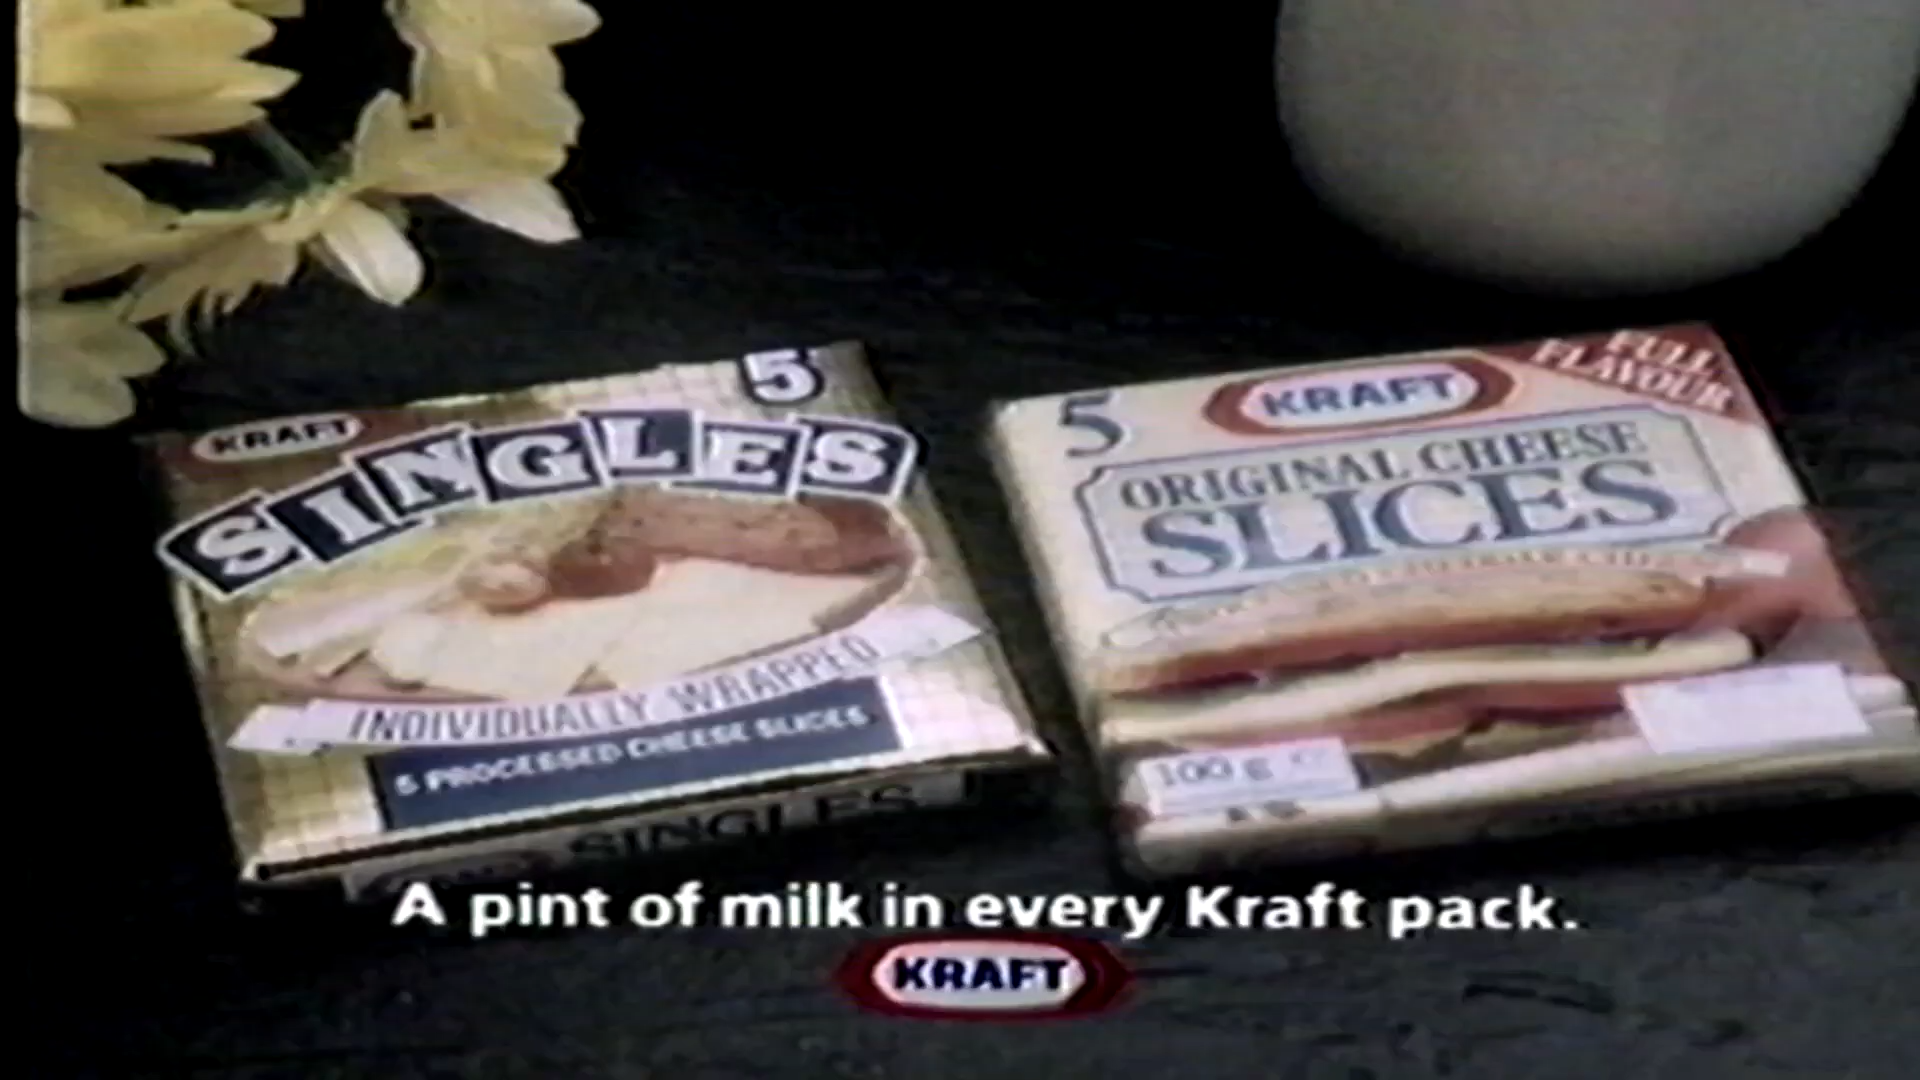 KRAFT
5
SINGLES
INDIVIDUALLY WRAPPED
5 PROCESSED CHEESE SLICES
SINGLES
5
KRAFT
FULL
FLAVOUR
ORIGINAL CHEESE
SLICES
100 g
A pint of milk in every Kraft pack.
KRAFT